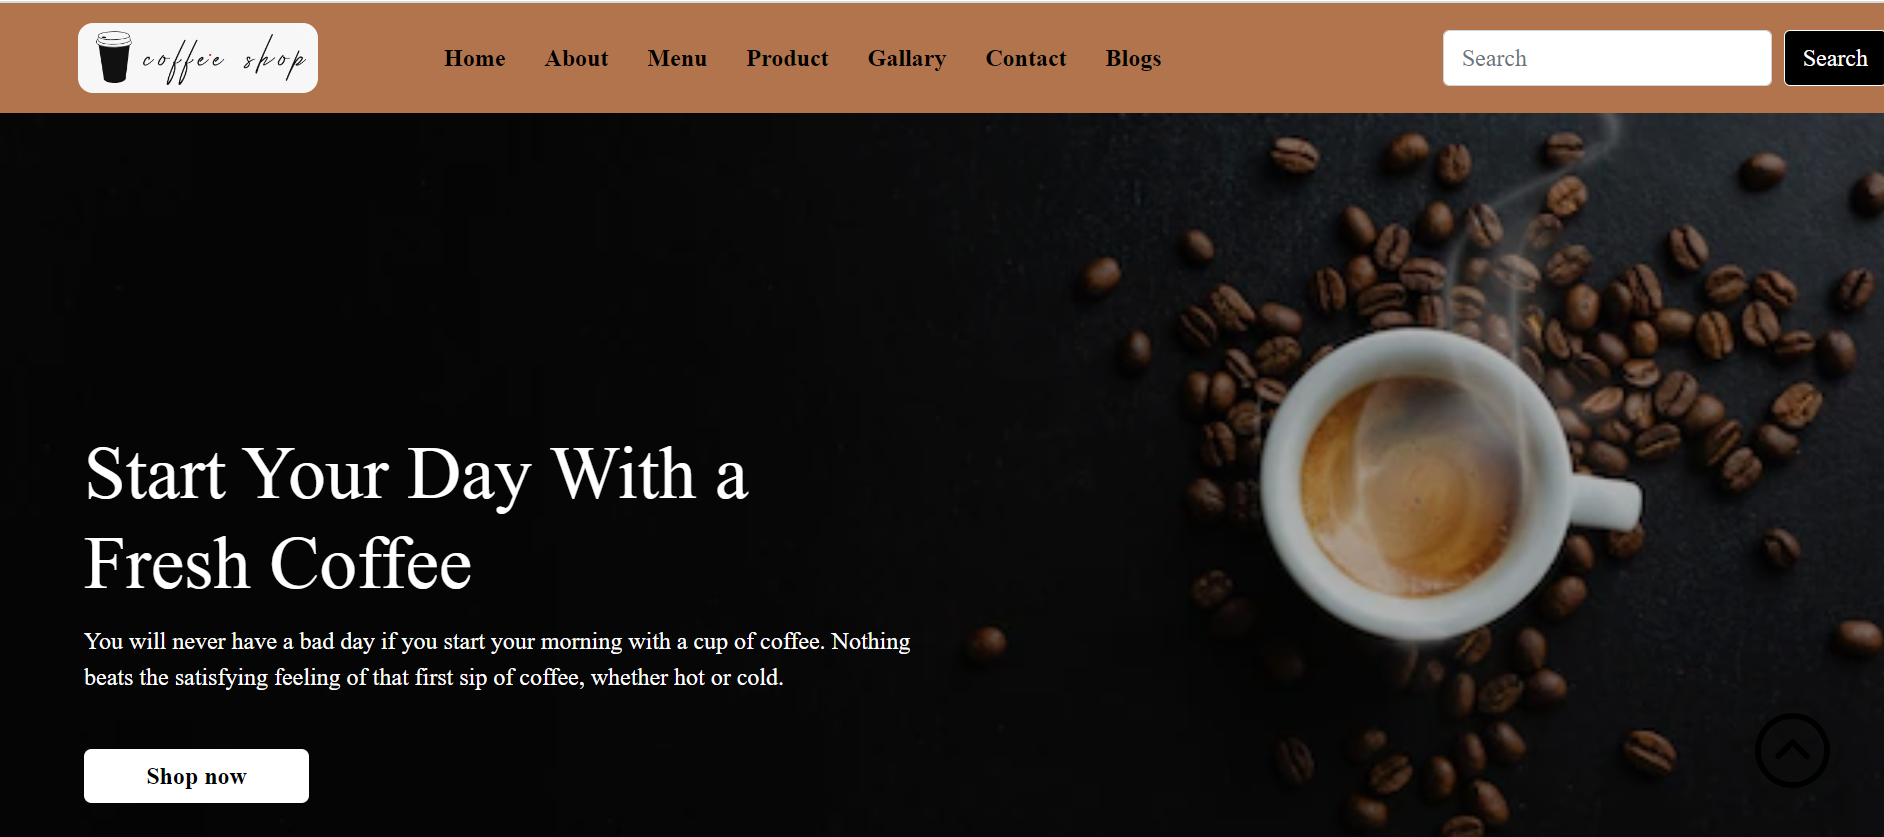 coffee shop
Home About Menu Product Gallary Contact Blogs
Search Search
Start Your Day With a
Fresh Coffee
You will never have a bad day if you start your morning with a cup of coffee. Nothing
beats the satisfying feeling of that first sip of coffee, whether hot or cold.
Shop now